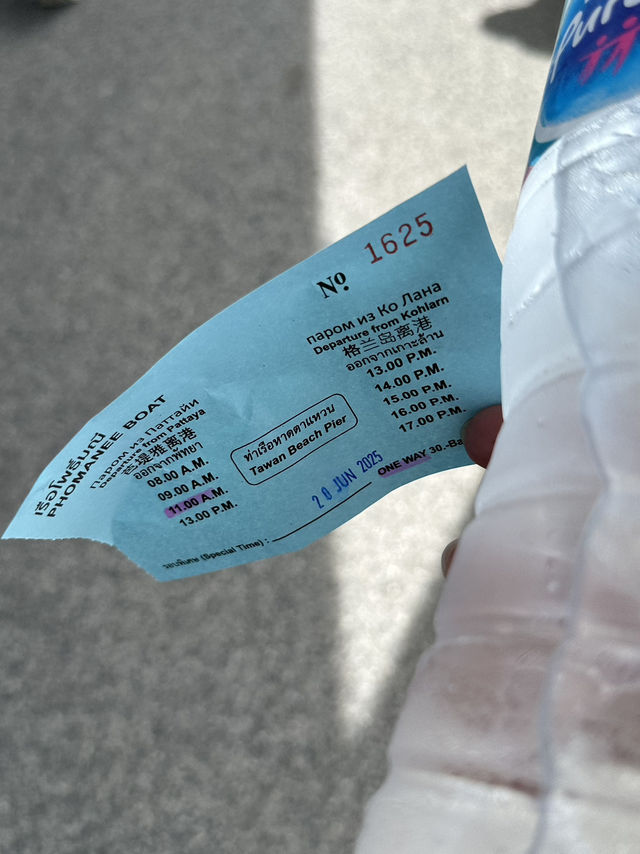 Pure
№ 1625
เรือโพธิ์มณี
PHOMANEE BOAT
паром из Паттайи
Departure from Pattaya
芭堤雅离港
ออกจากพัทยา
08.00 A.M.
09.00 A.M.
11.00 A.M.
13.00 P.M.
ท่าเรือหาดตาแหวน
Tawan Beach Pier
паром из Ко Лана
Departure from Kohlarn
格兰岛离港
ออกจากเกาะล้าน
13.00 P.M.
14.00 P.M.
15.00 P.M.
16.00 P.M.
17.00 P.M.
(Special Time) :
20 JUN 2025
ONE WAY 30.-Ba